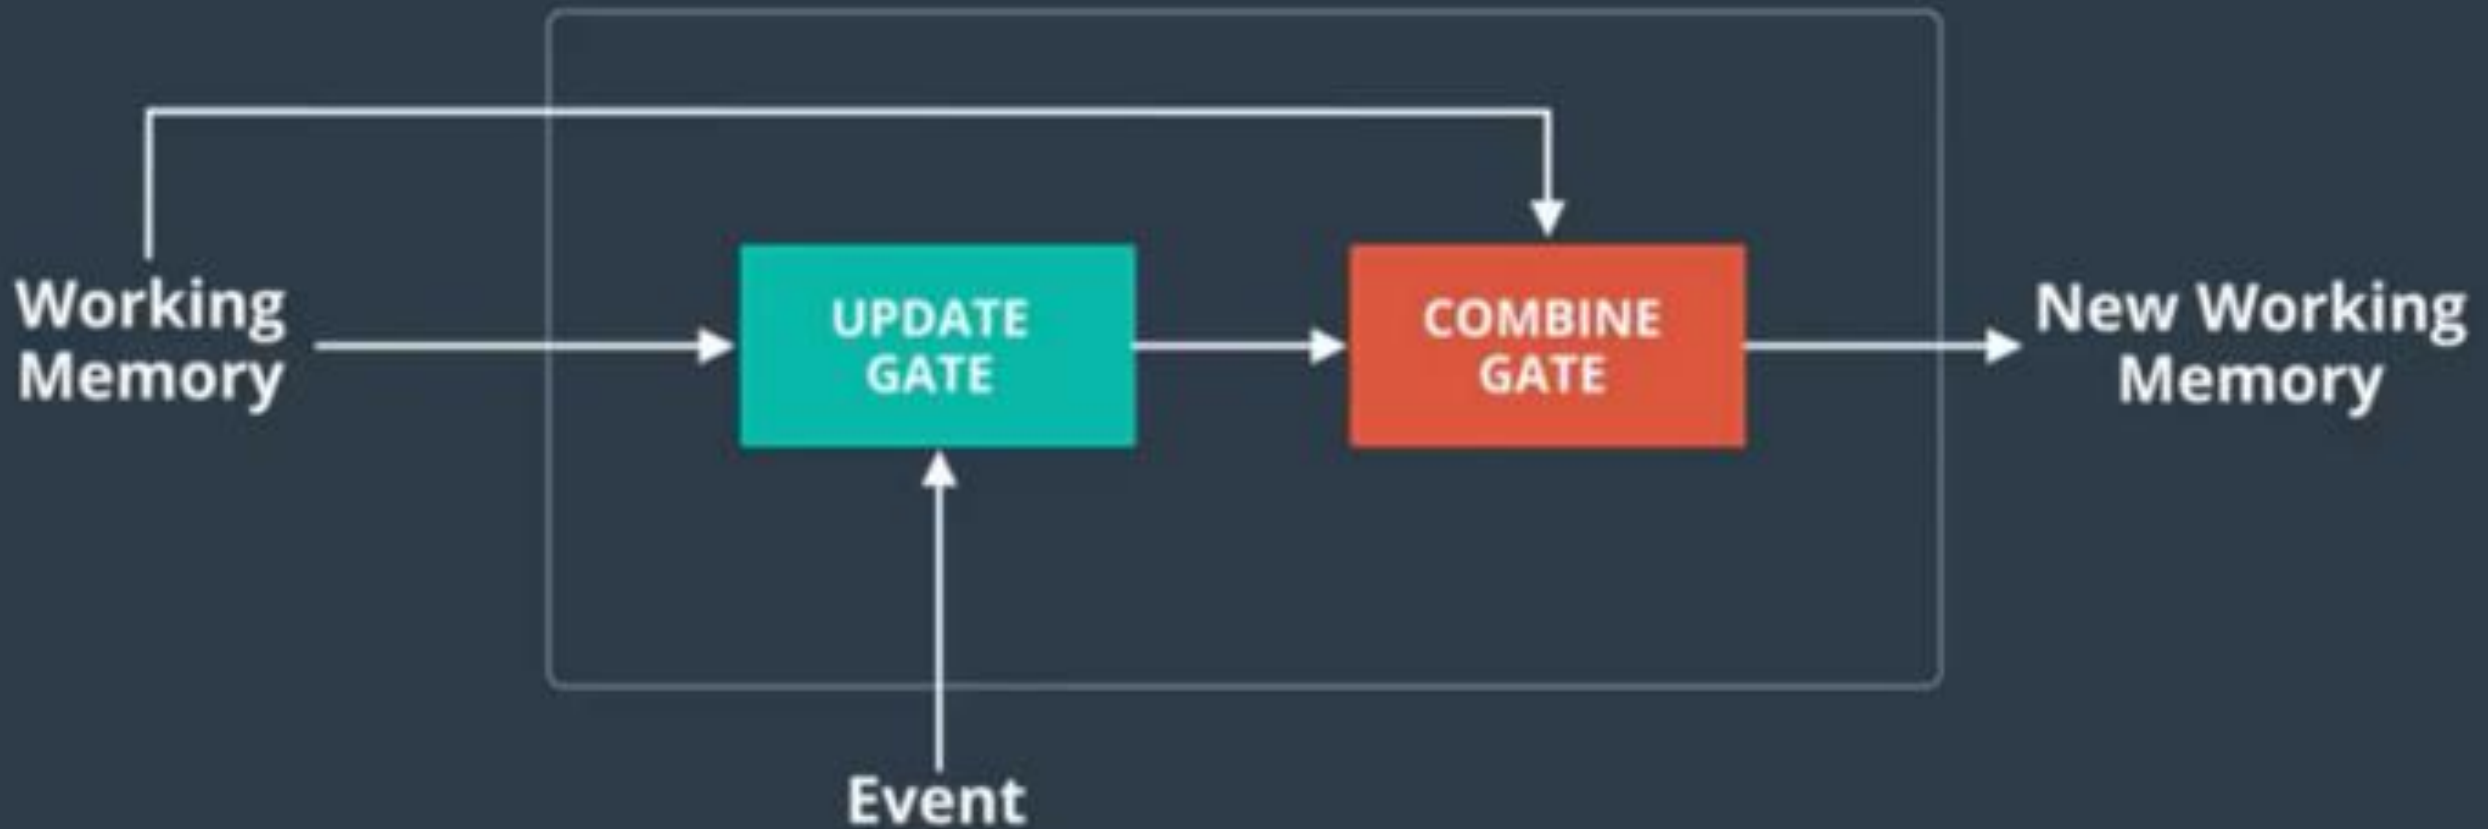 Working
Memory
UPDATE
GATE
COMBINE
GATE
New Working
Memory
Event